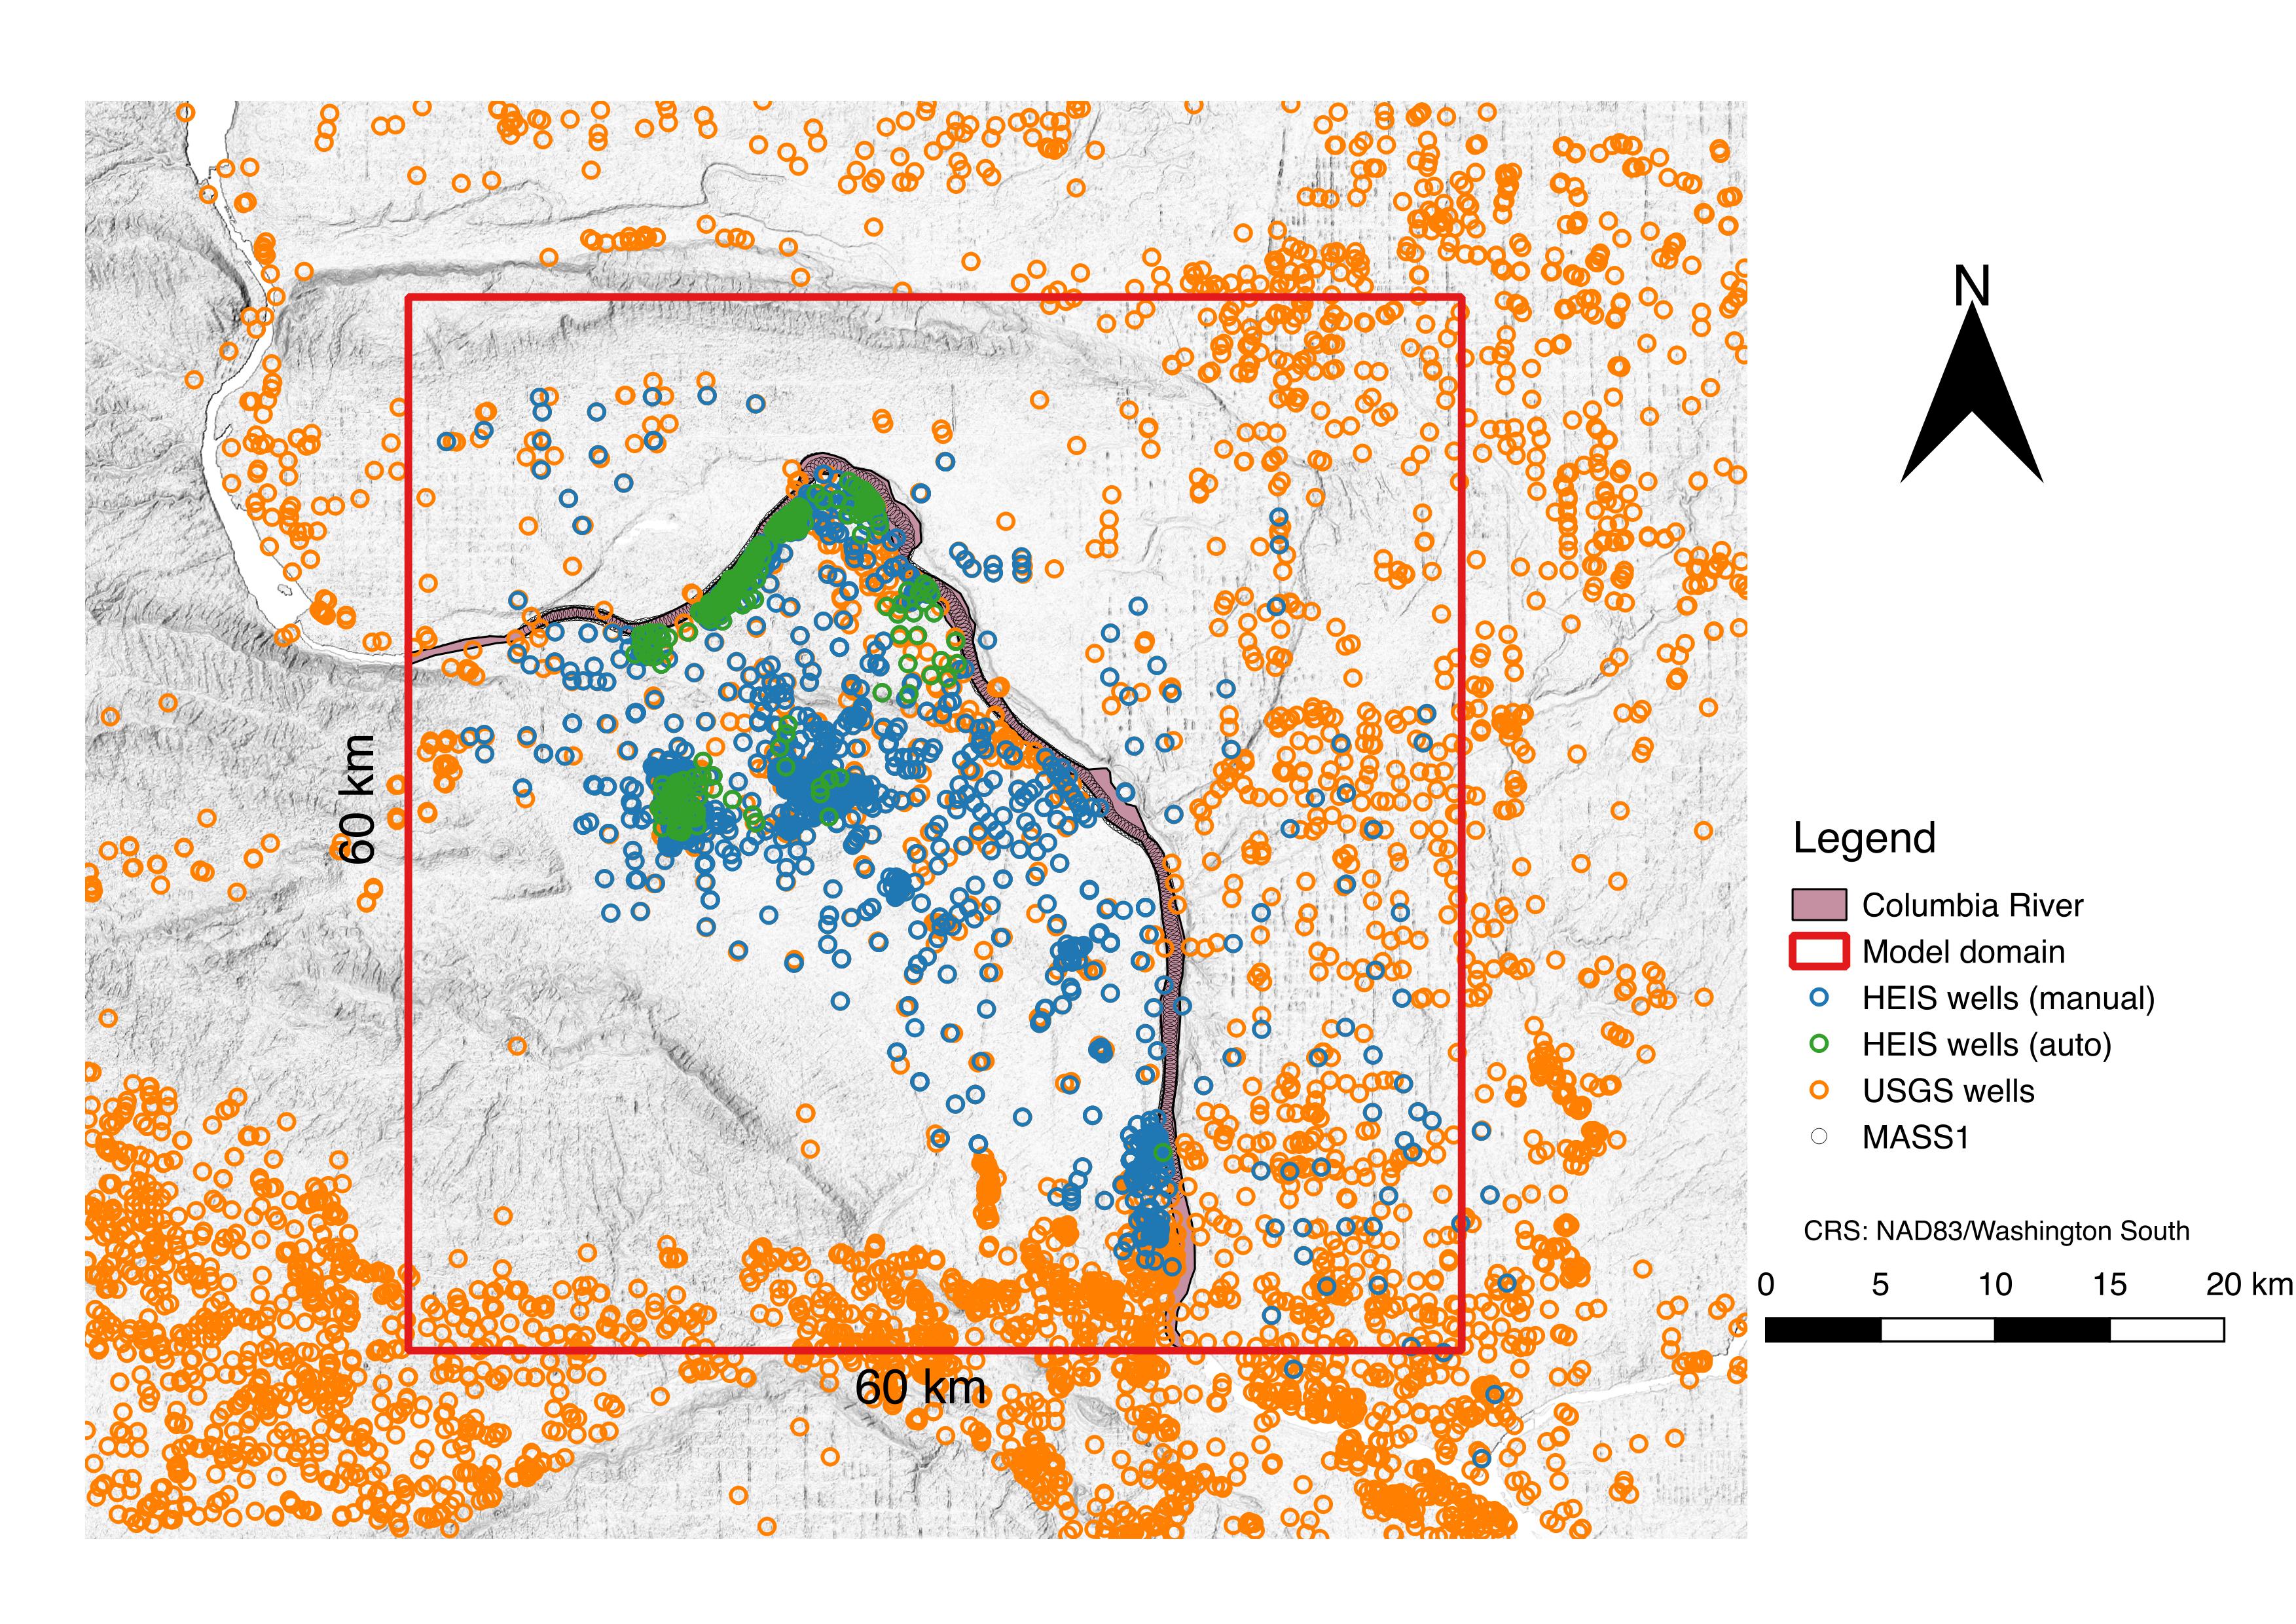 N
60 km
60 km
Legend
Columbia River
Model domain
HEIS wells (manual)
HEIS wells (auto)
USGS wells
MASS1
CRS: NAD83/Washington South
0 5 10 15 20 km